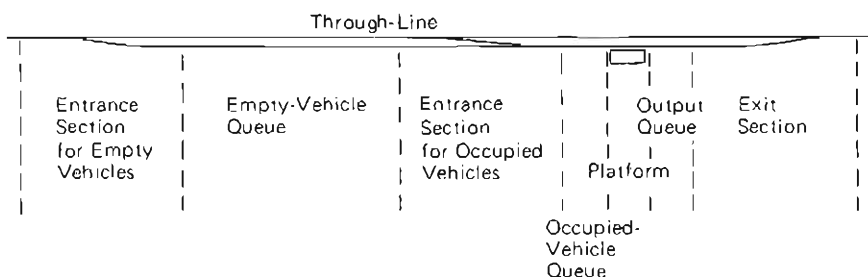 Through-Line
Entrance
Section
for Empty
Vehicles
Empty-Vehicle
Queue
Entrance
Section
for Occupied
Vehicles
Occupied-
Vehicle
Queue
Platform
Output
Queue
Exit
Section